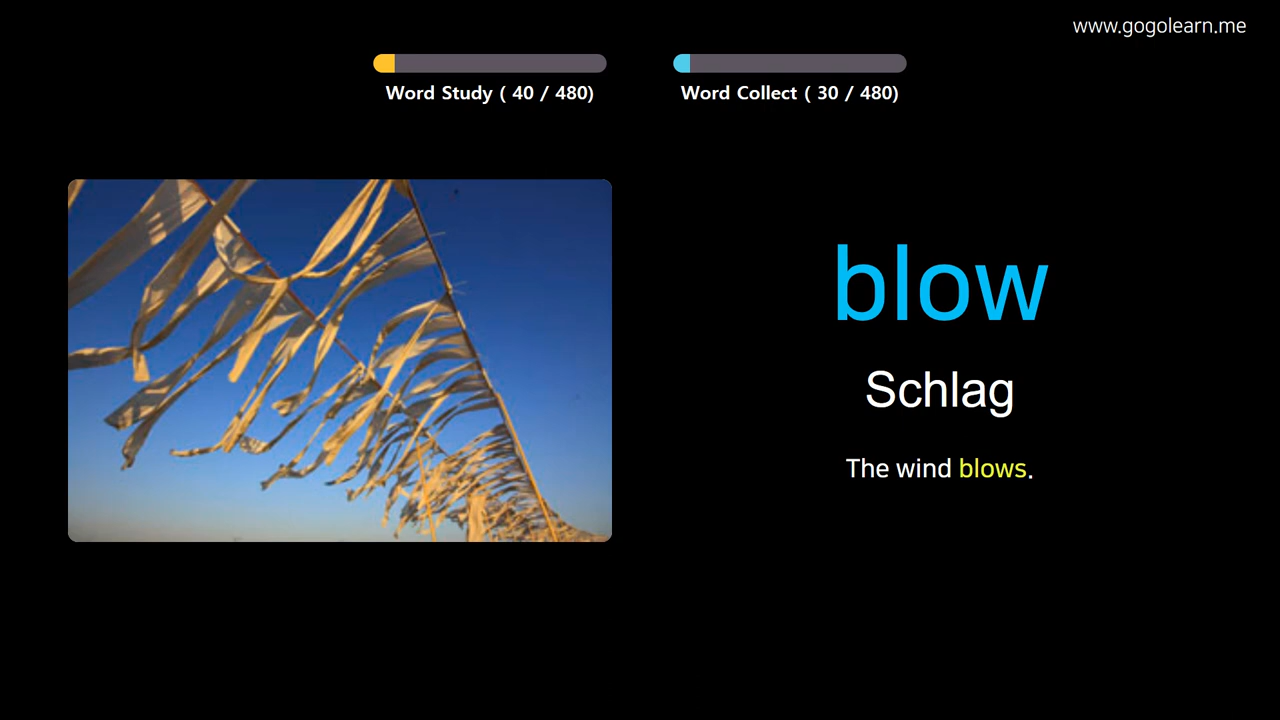 www.gogolearn.me
Word Study ( 40 / 480)
Word Collect ( 30 / 480)
blow
Schlag
The wind blows.